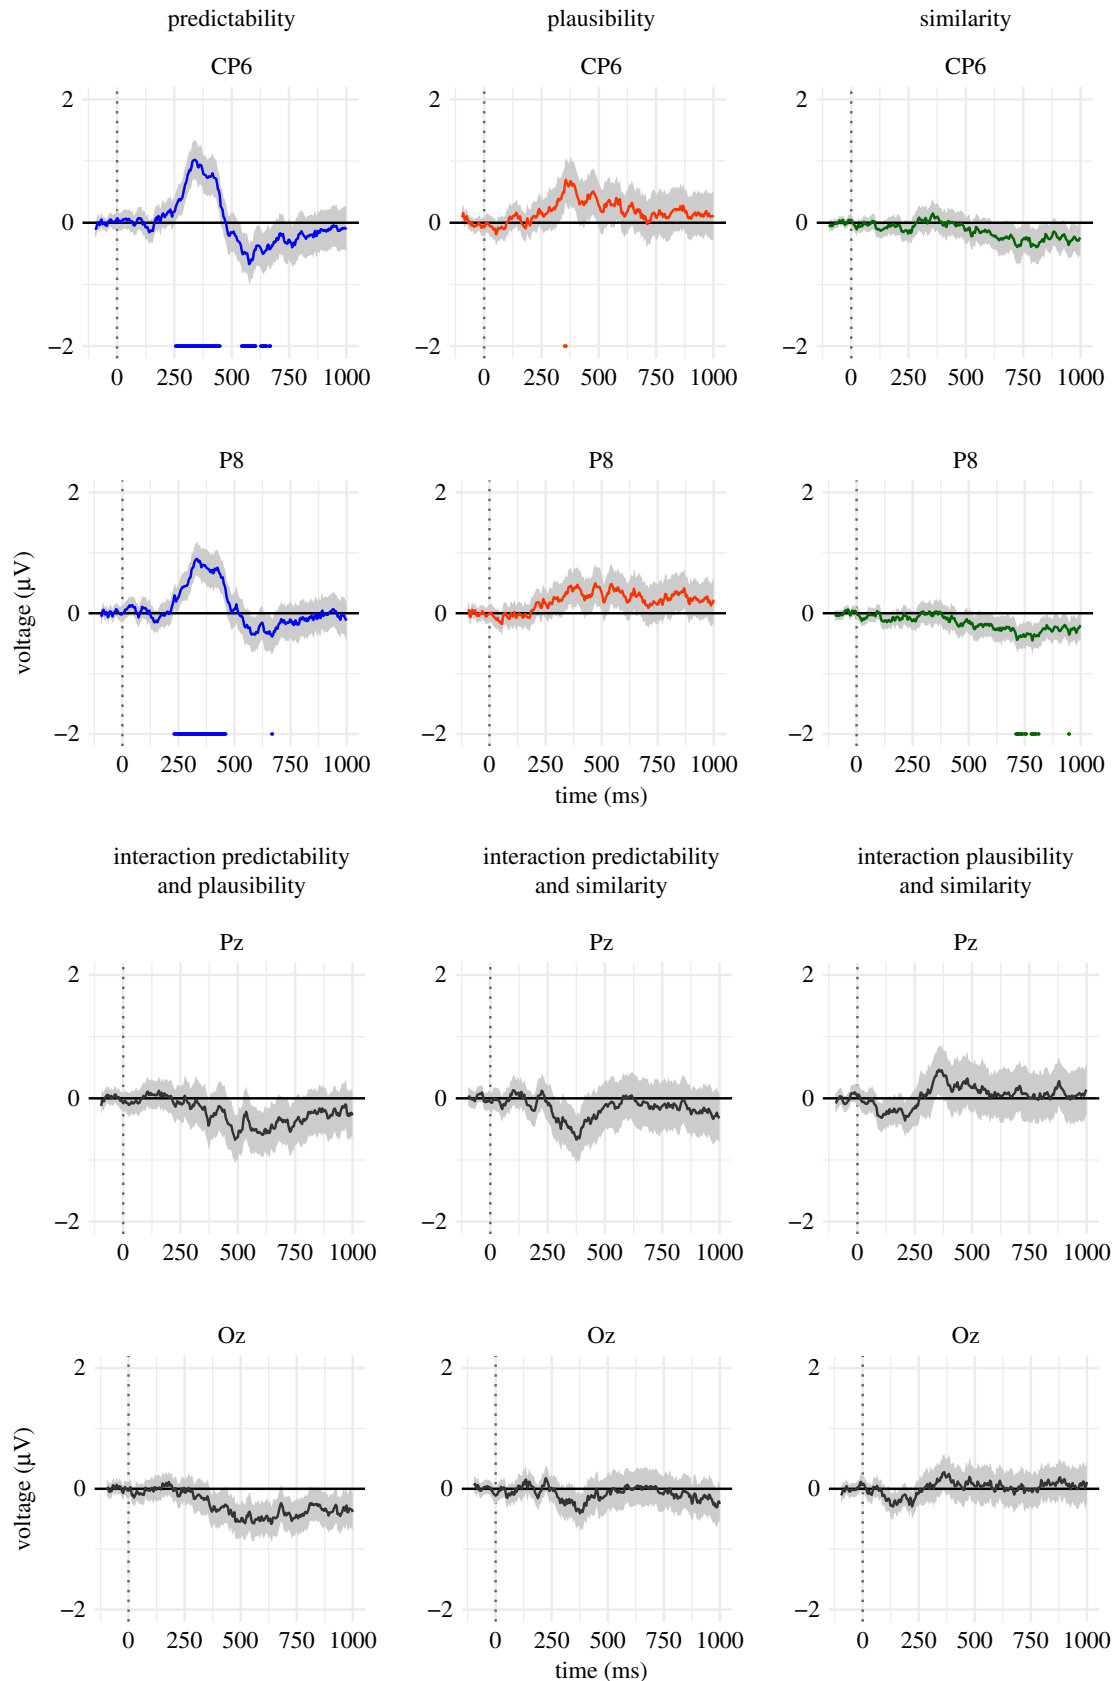 predictability plausibility similarity
CP6 CP6 CP6
2 2 2
0 0 0
−2 −2 −2
0 250 500 750 1000 0 250 500 750 1000 0 250 500 750 1000
P8 P8 P8
2 2 2
0 0 0
−2 −2 −2
voltage (µV)
0 250 500 750 1000 0 250 500 750 1000 0 250 500 750 1000
time (ms)
interaction predictability interaction predictability interaction plausibility
and plausibility and similarity and similarity
Pz Pz Pz
2 2 2
0 0 0
−2 −2 −2
0 250 500 750 1000 0 250 500 750 1000 0 250 500 750 1000
Oz Oz Oz
2 2 2
0 0 0
−2 −2 −2
voltage (µV)
0 250 500 750 1000 0 250 500 750 1000 0 250 500 750 1000
time (ms)